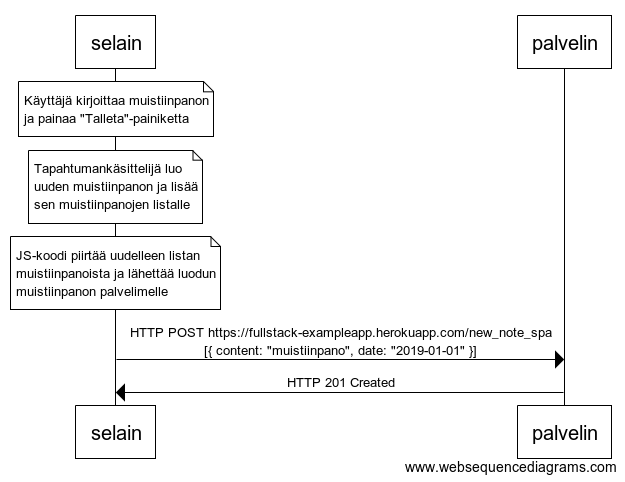 selain
palvelin
Käyttäjä kirjoittaa muistiinpanon
ja painaa "Talleta"-painiketta
Tapahtumankäsittelijä luo
uuden muistiinpanon ja lisää
sen muistiinpanojen listalle
JS-koodi piirtää uudelleen listan
muistiinpanoista ja lähettää luodun
muistiinpanon palvelimelle
HTTP POST https://fullstack-exampleapp.herokuapp.com/new_note_spa
[{ content: "muistiinpano", date: "2019-01-01" }]
HTTP 201 Created
selain
palvelin
www.websequencediagrams.com